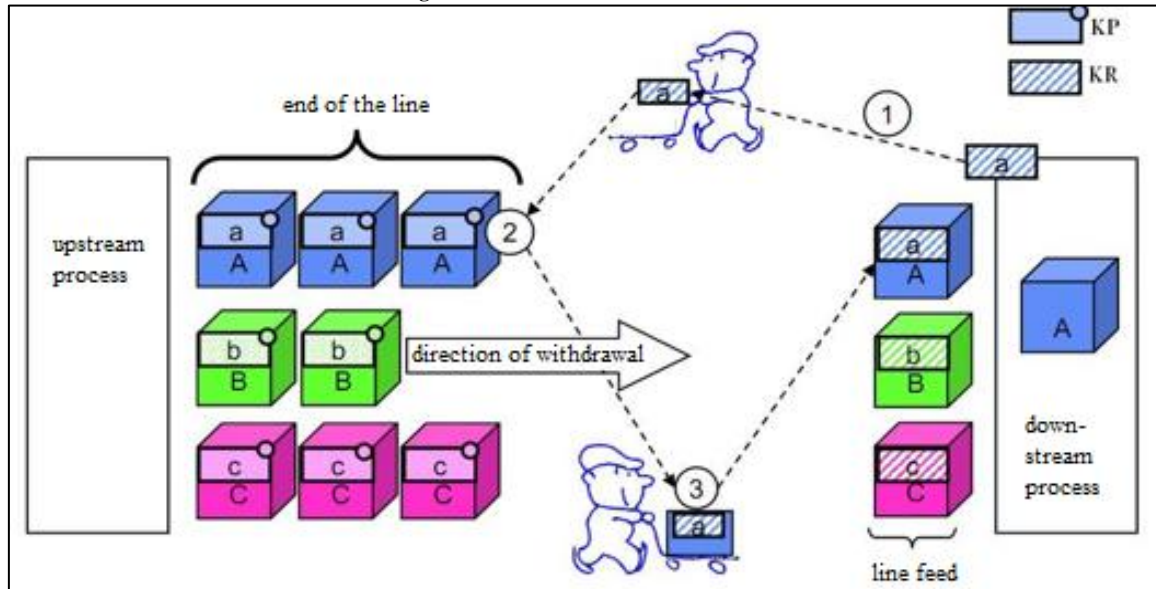 KP
KR
1
a
a
end of the line
upstream
process
a
a
a
A
A
A
2
b
b
B
B
direction of withdrawal
c
c
c
C
C
C
3
a
a
A
b
B
c
C
A
down-
stream
process
line feed